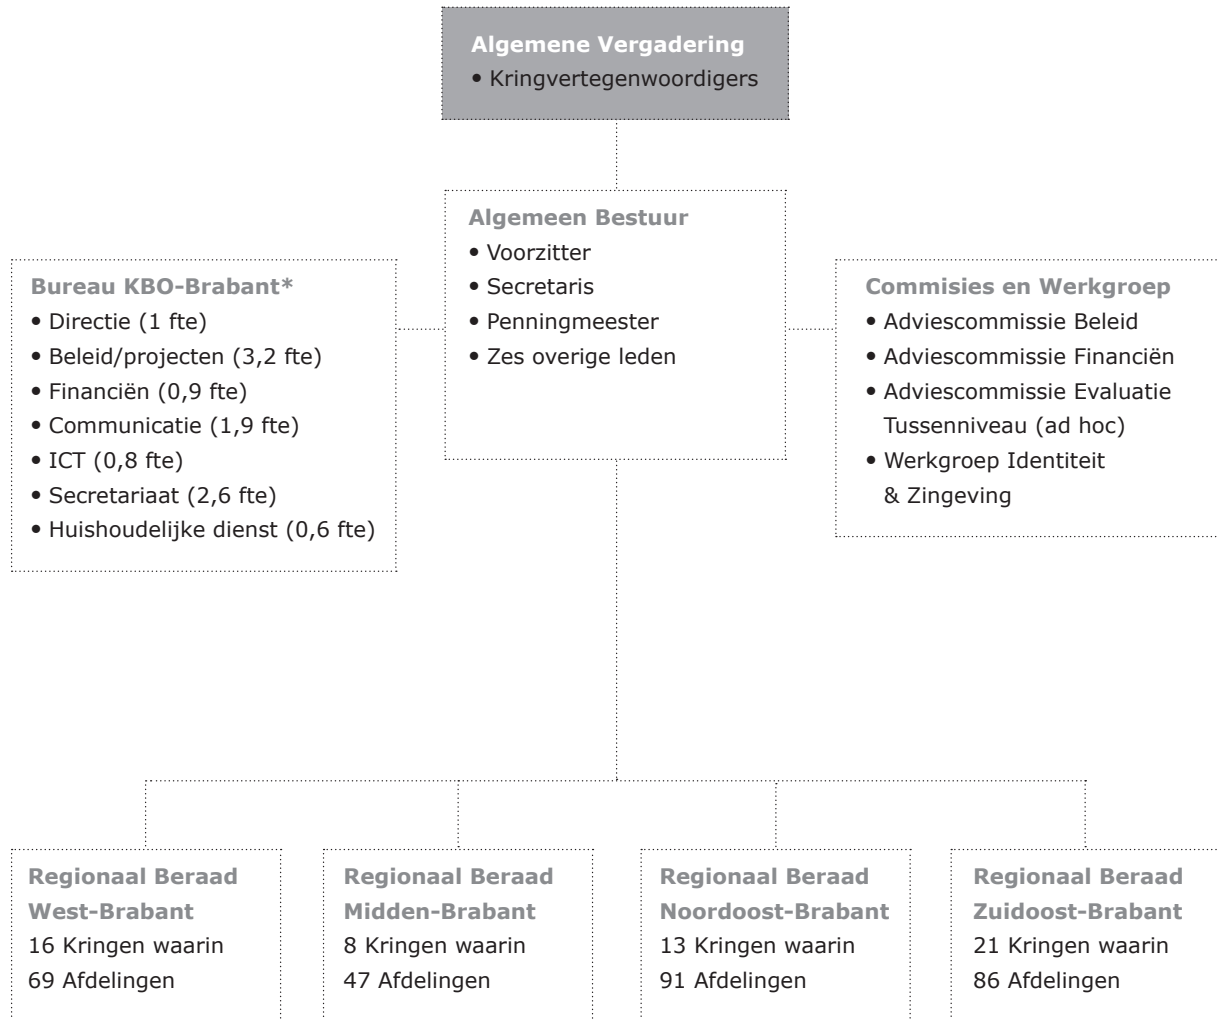 Algemene Vergadering
• Kringvertegenwoordigers
Algemeen Bestuur
• Voorzitter
• Secretaris
• Penningmeester
• Zes overige leden
Bureau KBO-Brabant*
• Directie (1 fte)
• Beleid/projecten (3,2 fte)
• Financiën (0,9 fte)
• Communicatie (1,9 fte)
• ICT (0,8 fte)
• Secretariaat (2,6 fte)
• Huishoudelijke dienst (0,6 fte)
Commisies en Werkgroep
• Adviescommissie Beleid
• Adviescommissie Financiën
• Adviescommissie Evaluatie
Tussenniveau (ad hoc)
• Werkgroep Identiteit
& Zingeving
Regionaal Beraad
West-Brabant
16 Kringen waarin
69 Afdelingen
Regionaal Beraad
Midden-Brabant
8 Kringen waarin
47 Afdelingen
Regionaal Beraad
Noordoost-Brabant
13 Kringen waarin
91 Afdelingen
Regionaal Beraad
Zuidoost-Brabant
21 Kringen waarin
86 Afdelingen